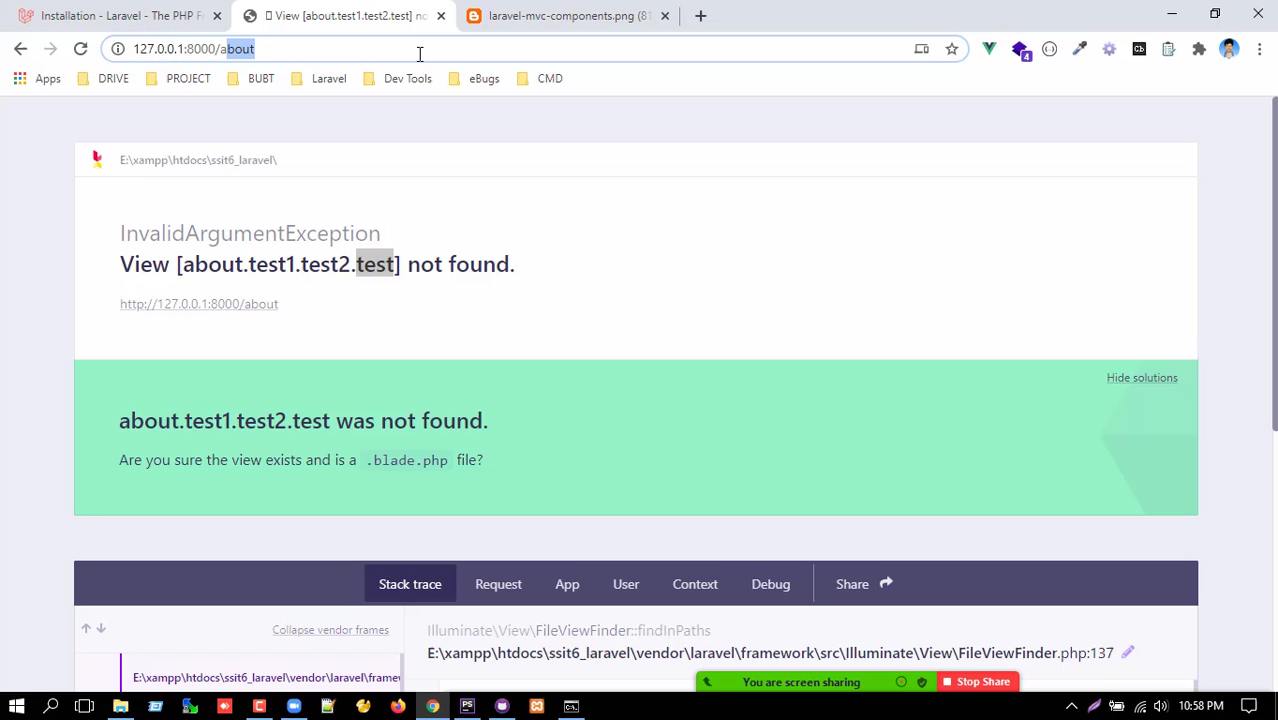 Installation - Laravel - The PHP F
View [about.test1.test2.test] no
laravel-mvc-components.png (81
127.0.0.1:8000/about
4
Cb
Apps
DRIVE
PROJECT
BUBT
Laravel
Dev Tools
eBugs
CMD
E:\xampp\htdocs\ssit6_laravel\
InvalidArgumentException
View [about.test1.test2.test] not found.
http://127.0.0.1:8000/about
Hide solutions
about.test1.test2.test was not found.
Are you sure the view exists and is a .blade.php file?
Stack trace
Request
App
User
Context
Debug
Share
Collapse vendor frames
Illuminate\View\FileViewFinder::findInPaths
E:\xampp\htdocs\ssit6_laravel\vendor\laravel\framework\src\Illuminate\View\FileViewFinder.php:137
E:\xampp\htdocs\ssit6_laravel\vendor\laravel\frame
You are screen sharing
Stop Share
10:58 PM